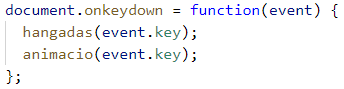 document.onkeydown = function(event) {
  hangadas(event.key);
  animacio(event.key);
};